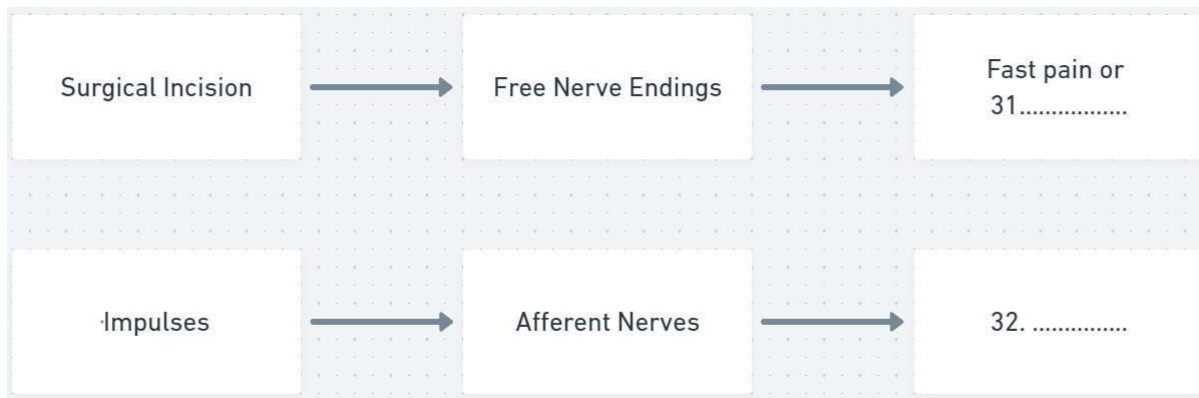 Surgical Incision
Free Nerve Endings
Fast pain or
31.................
Impulses
Afferent Nerves
32. ...............